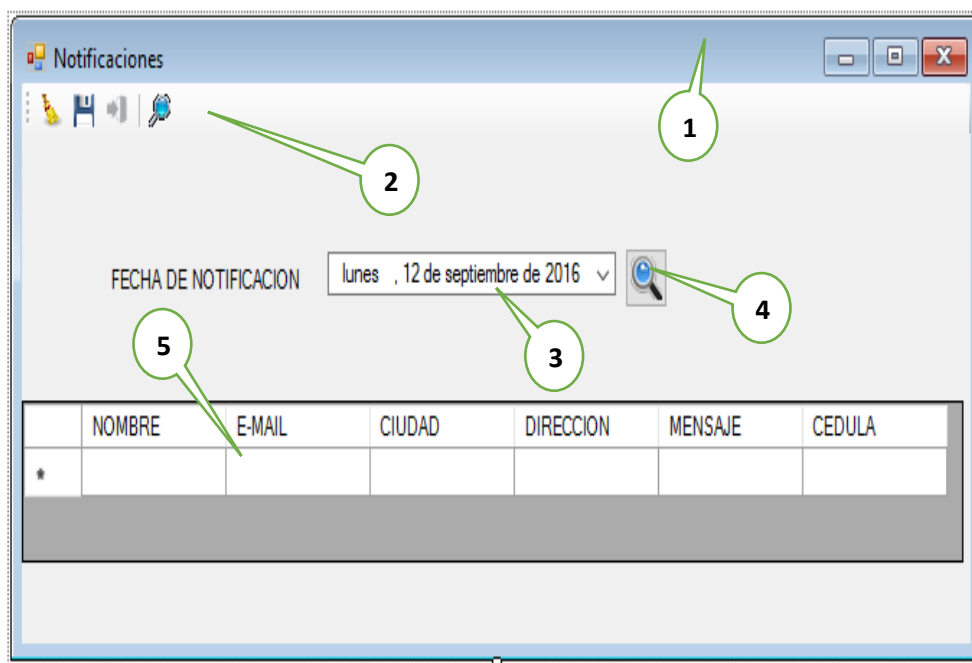 Notificaciones
1
2
FECHA DE NOTIFICACION lunes , 12 de septiembre de 2016
4
5
3
NOMBRE E-MAIL CIUDAD DIRECCION MENSAJE CEDULA
*